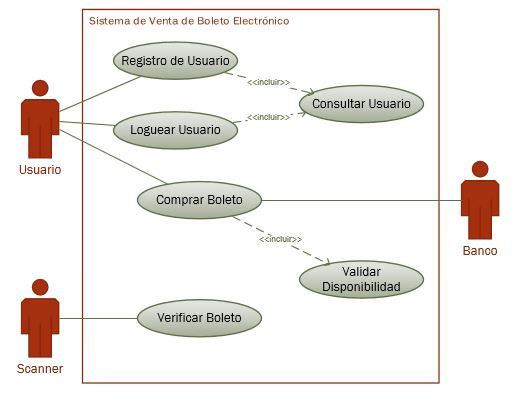 Sistema de Venta de Boleto Electrónico
Registro de Usuario
<<incluir>>
Consultar Usuario
<<incluir>>
Loguear Usuario
Usuario
Comprar Boleto
<<incluir>>
Banco
Validar
Disponibilidad
Verificar Boleto
Scanner